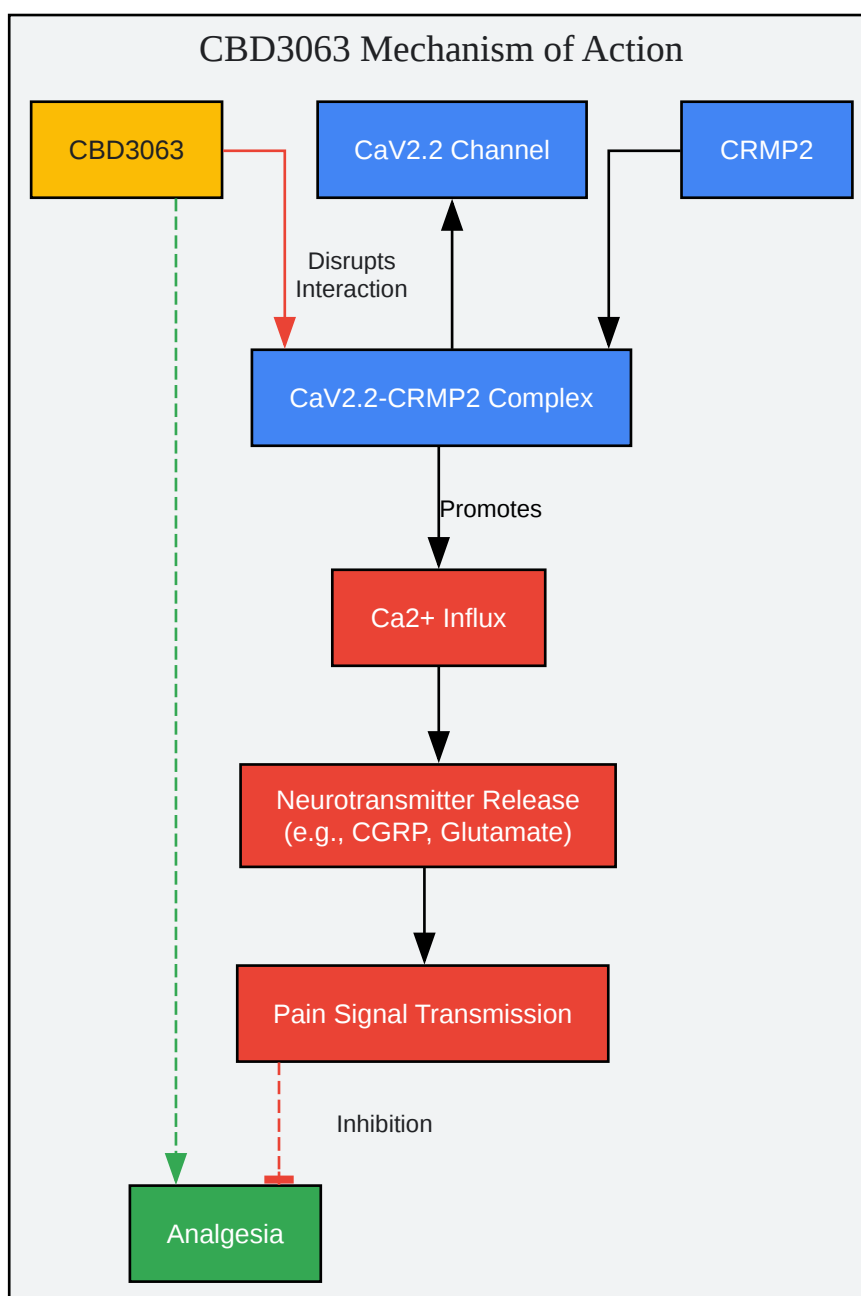 CBD3063 Mechanism of Action
CBD3063
CaV2.2 Channel
CRMP2
Disrupts
Interaction
CaV2.2-CRMP2 Complex
Promotes
Ca2+ Influx
Neurotransmitter Release
(e.g., CGRP, Glutamate)
Pain Signal Transmission
Inhibition
Analgesia